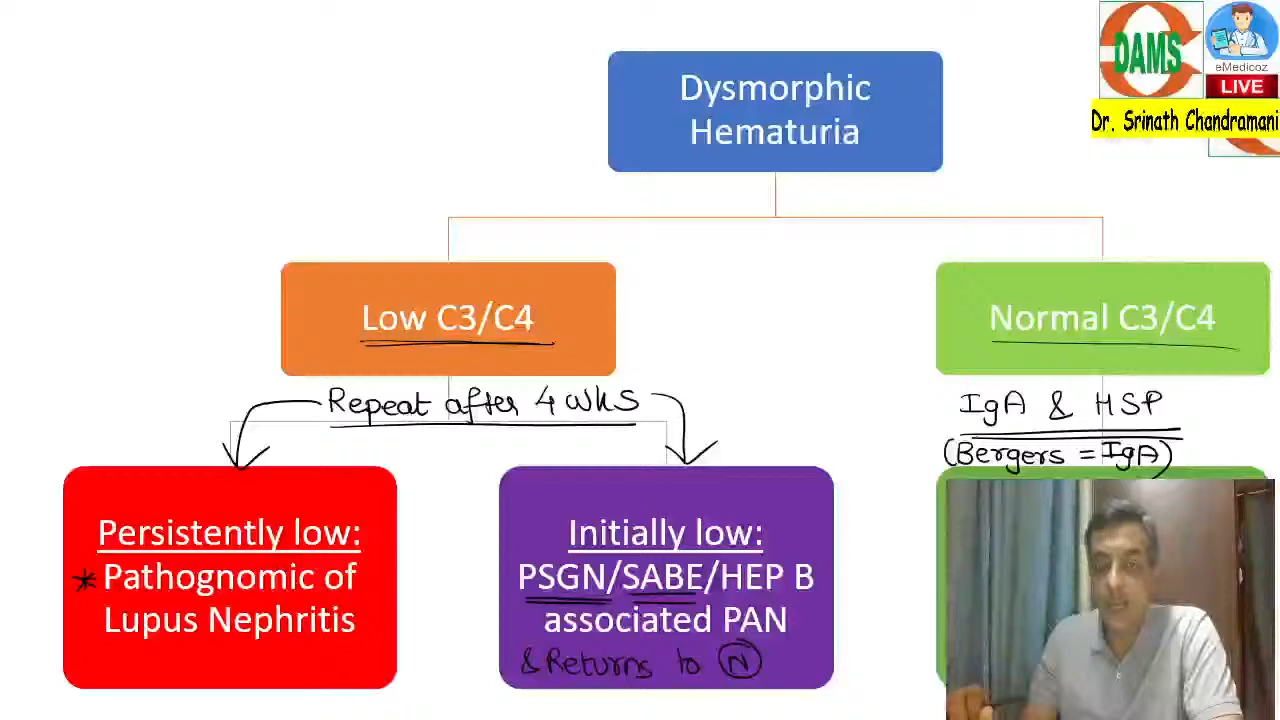 DAMS
eMedicoz
LIVE
Dr. Srinath Chandramani
Dysmorphic
Hematuria
Low C3/C4
Normal C3/C4
Repeat after 4 WKS
IgA & HSP
(Bergers = IgA)
Persistently low:
* Pathognomic of
Lupus Nephritis
Initially low:
PSGN/SABE/HEP B
associated PAN
& Returns to N